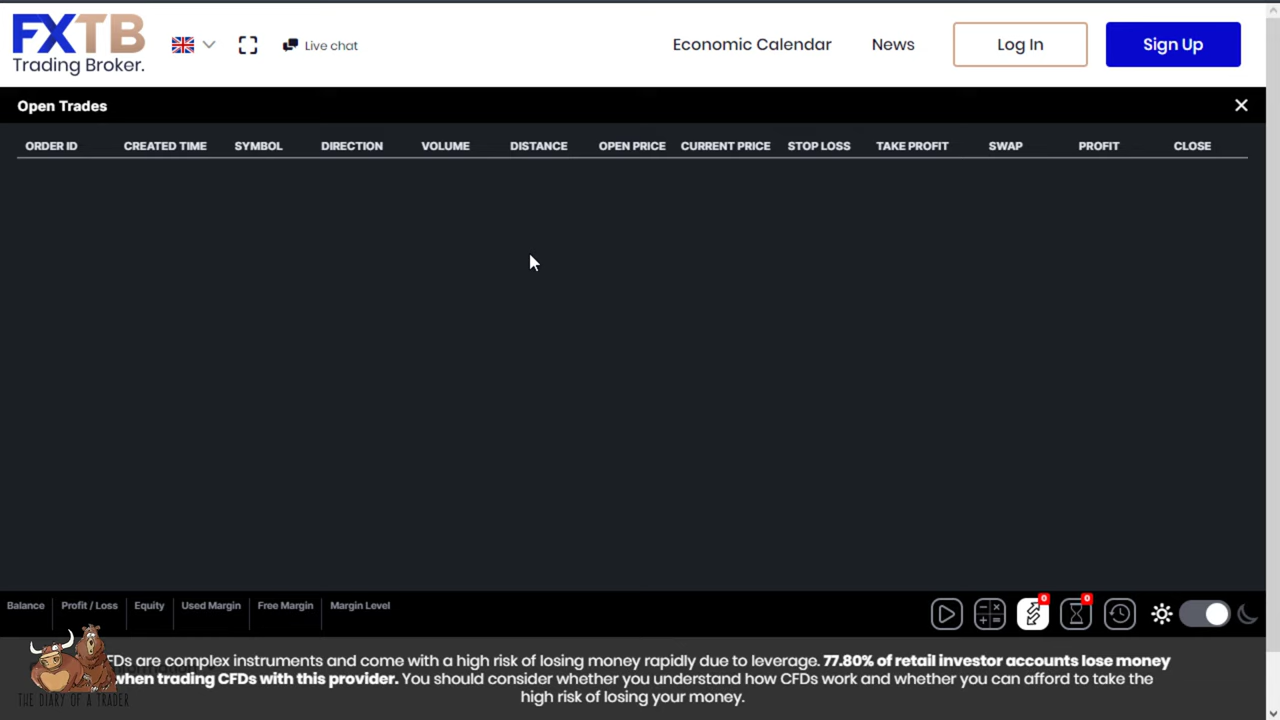 FXTB
Trading Broker.
Live chat
Economic Calendar
News
Log In
Sign Up
Open Trades
ORDER ID CREATED TIME SYMBOL DIRECTION VOLUME DISTANCE OPEN PRICE CURRENT PRICE STOP LOSS TAKE PROFIT SWAP PROFIT CLOSE
Balance Profit / Loss Equity Used Margin Free Margin Margin Level
0
0
FDs are complex instruments and come with a high risk of losing money rapidly due to leverage. 77.80% of retail investor accounts lose money
when trading CFDs with this provider. You should consider whether you understand how CFDs work and whether you can afford to take the
high risk of losing your money.
THE DIARY OF A TRADER